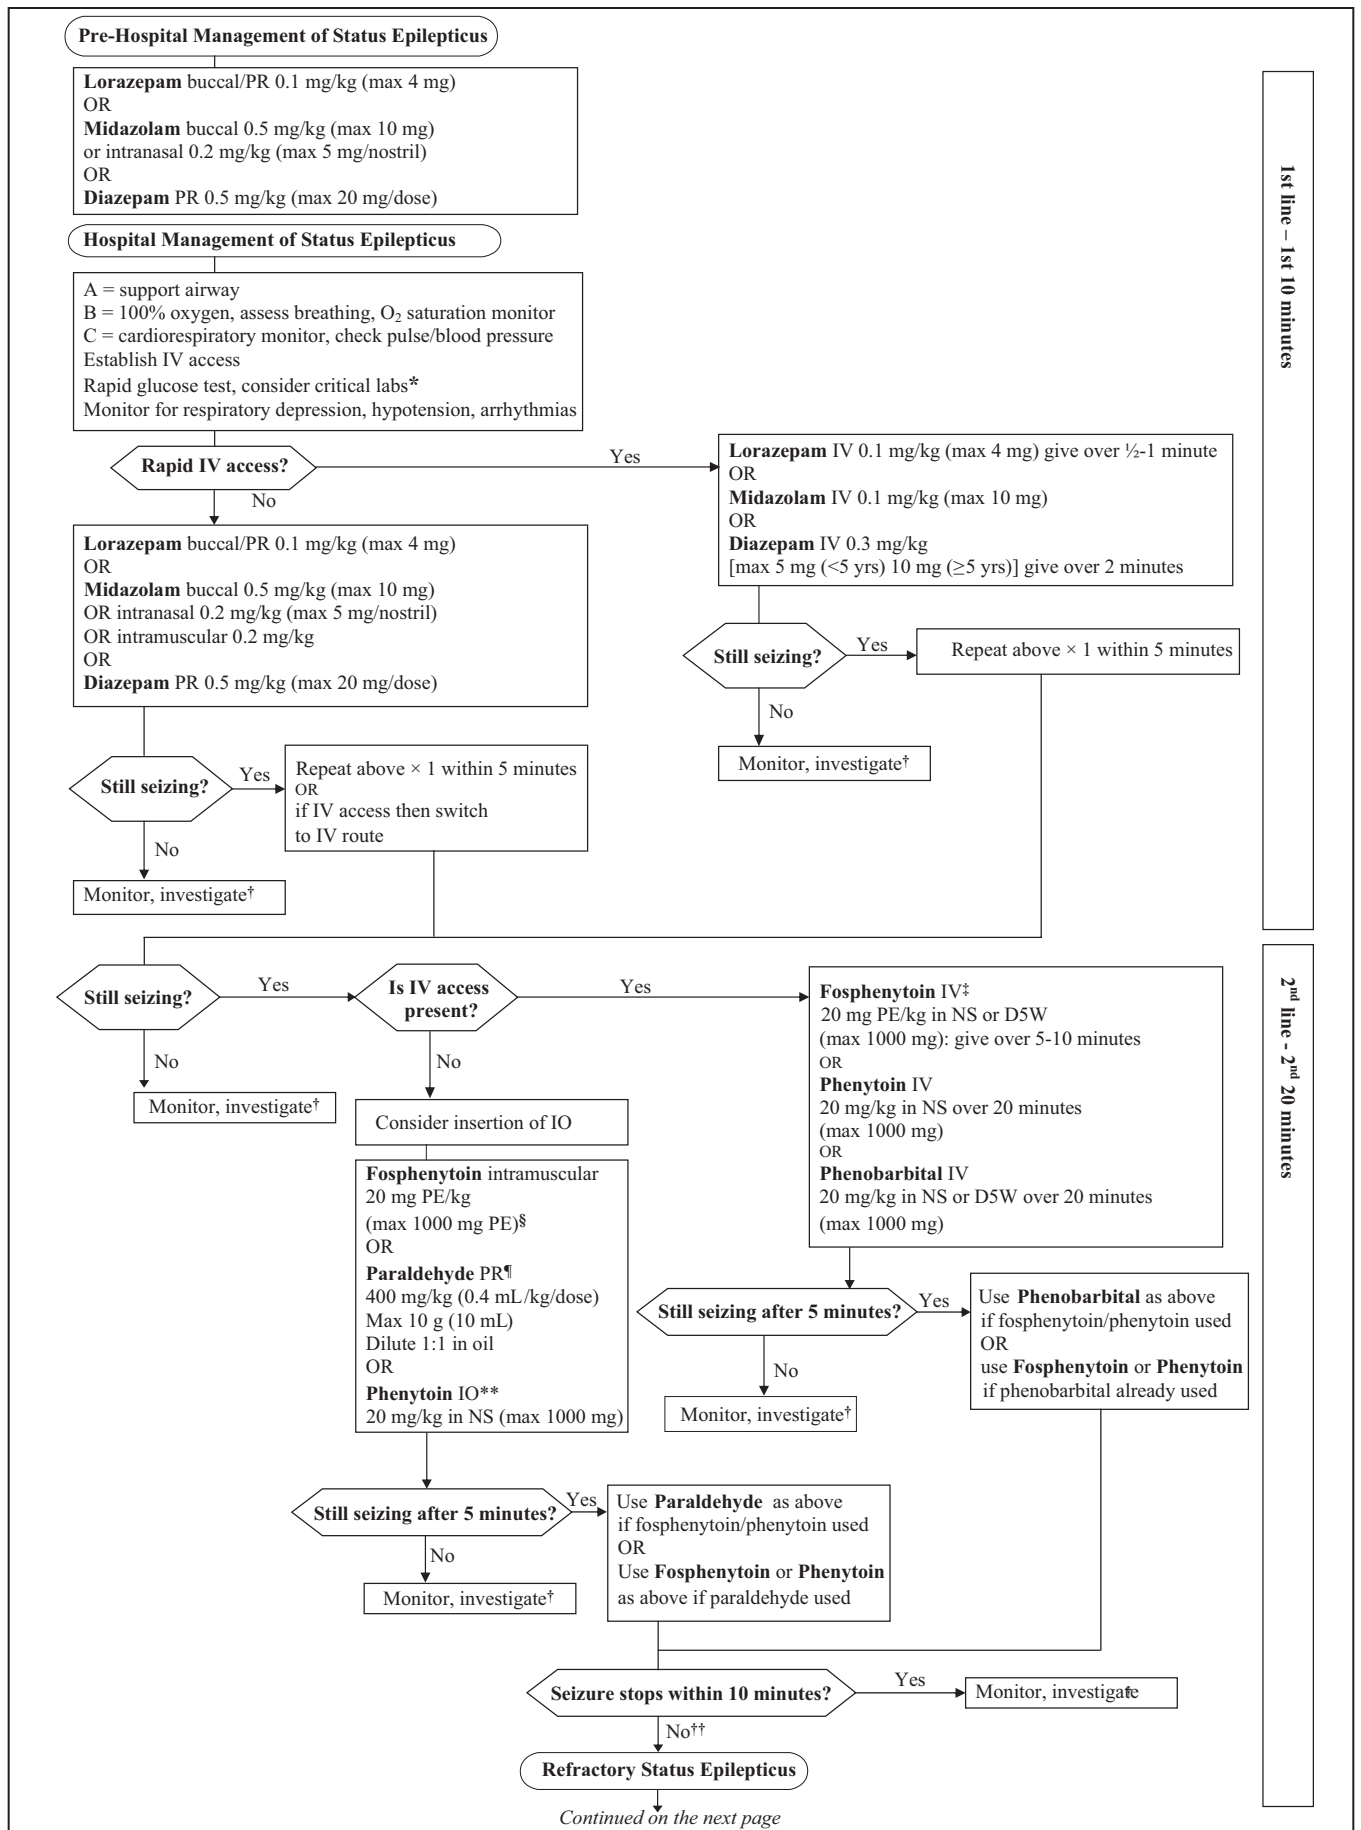 Pre-Hospital Management of Status Epilepticus
Lorazepam buccal/PR 0.1 mg/kg (max 4 mg)
OR
Midazolam buccal 0.5 mg/kg (max 10 mg)
or intranasal 0.2 mg/kg (max 5 mg/nostril)
OR
Diazepam PR 0.5 mg/kg (max 20 mg/dose)
1st line – 1st 10 minutes
Hospital Management of Status Epilepticus
A = support airway
B = 100% oxygen, assess breathing, O₂ saturation monitor
C = cardiorespiratory monitor, check pulse/blood pressure
Establish IV access
Rapid glucose test, consider critical labs*
Monitor for respiratory depression, hypotension, arrhythmias
Rapid IV access?
Yes
No
Lorazepam IV 0.1 mg/kg (max 4 mg) give over ½-1 minute
OR
Midazolam IV 0.1 mg/kg (max 10 mg)
OR
Diazepam IV 0.3 mg/kg
[max 5 mg (<5 yrs) 10 mg (≥5 yrs)] give over 2 minutes
Lorazepam buccal/PR 0.1 mg/kg (max 4 mg)
OR
Midazolam buccal 0.5 mg/kg (max 10 mg)
OR intranasal 0.2 mg/kg (max 5 mg/nostril)
OR intramuscular 0.2 mg/kg
OR
Diazepam PR 0.5 mg/kg (max 20 mg/dose)
Still seizing?
Yes
Repeat above × 1 within 5 minutes
No
Monitor, investigate†
Still seizing?
Yes
Repeat above × 1 within 5 minutes
OR
if IV access then switch
to IV route
No
Monitor, investigate†
2nd line - 2nd 20 minutes
Still seizing?
Yes
Is IV access
present?
Yes
No
Monitor, investigate†
No
Consider insertion of IO
Fosphenytoin IV‡
20 mg PE/kg in NS or D5W
(max 1000 mg): give over 5-10 minutes
OR
Phenytoin IV
20 mg/kg in NS over 20 minutes
(max 1000 mg)
OR
Phenobarbital IV
20 mg/kg in NS or D5W over 20 minutes
(max 1000 mg)
Fosphenytoin intramuscular
20 mg PE/kg
(max 1000 mg PE)§
OR
Paraldehyde PR¶
400 mg/kg (0.4 mL/kg/dose)
Max 10 g (10 mL)
Dilute 1:1 in oil
OR
Phenytoin IO**
20 mg/kg in NS (max 1000 mg)
Still seizing after 5 minutes?
Yes
Use Phenobarbital as above
if fosphenytoin/phenytoin used
OR
use Fosphenytoin or Phenytoin
if phenobarbital already used
No
Monitor, investigate†
Still seizing after 5 minutes?
Yes
Use Paraldehyde as above
if fosphenytoin/phenytoin used
OR
Use Fosphenytoin or Phenytoin
as above if paraldehyde used
No
Monitor, investigate†
Seizure stops within 10 minutes?
Yes
Monitor, investigate
No††
Refractory Status Epilepticus
Continued on the next page